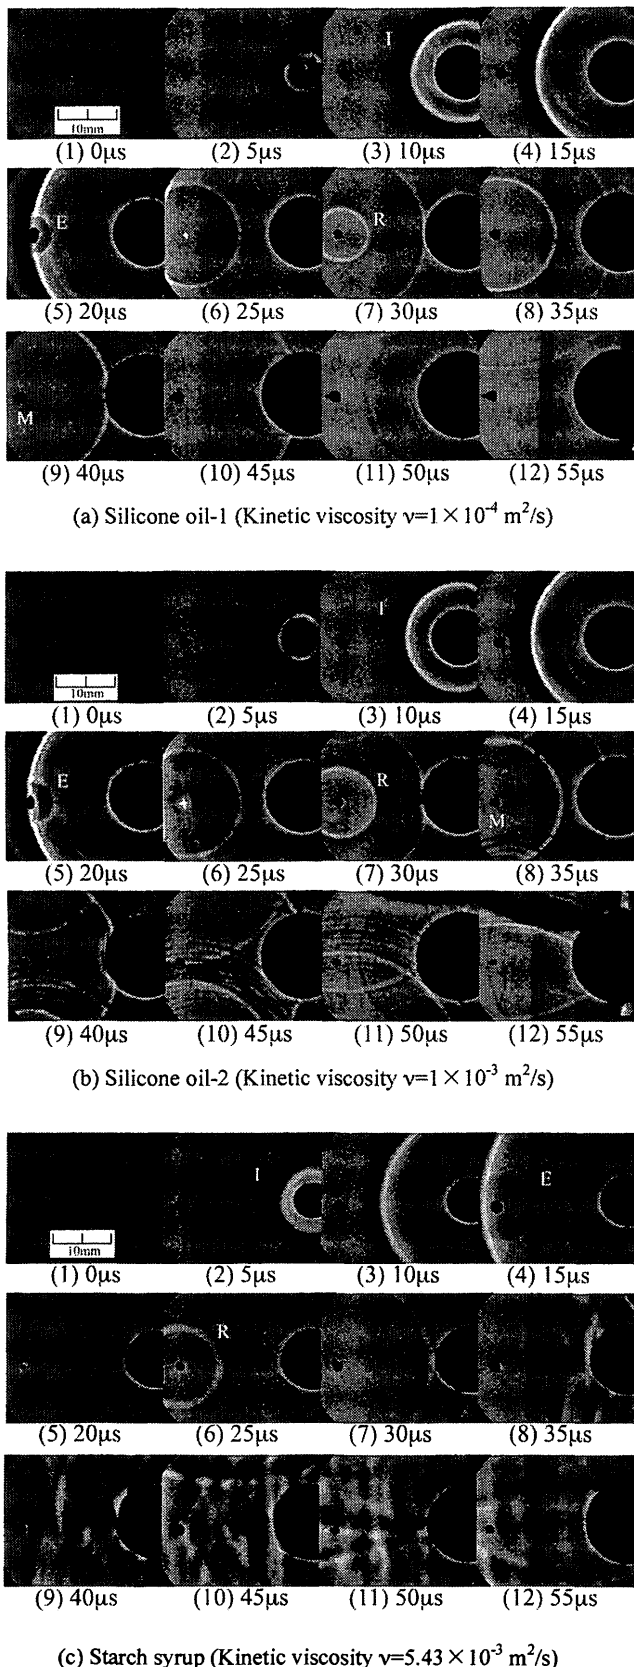 10mm
(1) 0μs (2) 5μs (3) 10μs (4) 15μs
I
E R
(5) 20μs (6) 25μs (7) 30μs (8) 35μs
M
(9) 40μs (10) 45μs (11) 50μs (12) 55μs
(a) Silicone oil-1 (Kinetic viscosity ν=1×10⁻⁴ m²/s)
I
10mm
(1) 0μs (2) 5μs (3) 10μs (4) 15μs
E R
M
(5) 20μs (6) 25μs (7) 30μs (8) 35μs
(9) 40μs (10) 45μs (11) 50μs (12) 55μs
(b) Silicone oil-2 (Kinetic viscosity ν=1×10⁻³ m²/s)
I E
10mm
(1) 0μs (2) 5μs (3) 10μs (4) 15μs
R
(5) 20μs (6) 25μs (7) 30μs (8) 35μs
(9) 40μs (10) 45μs (11) 50μs (12) 55μs
(c) Starch syrup (Kinetic viscosity ν=5.43×10⁻³ m²/s)